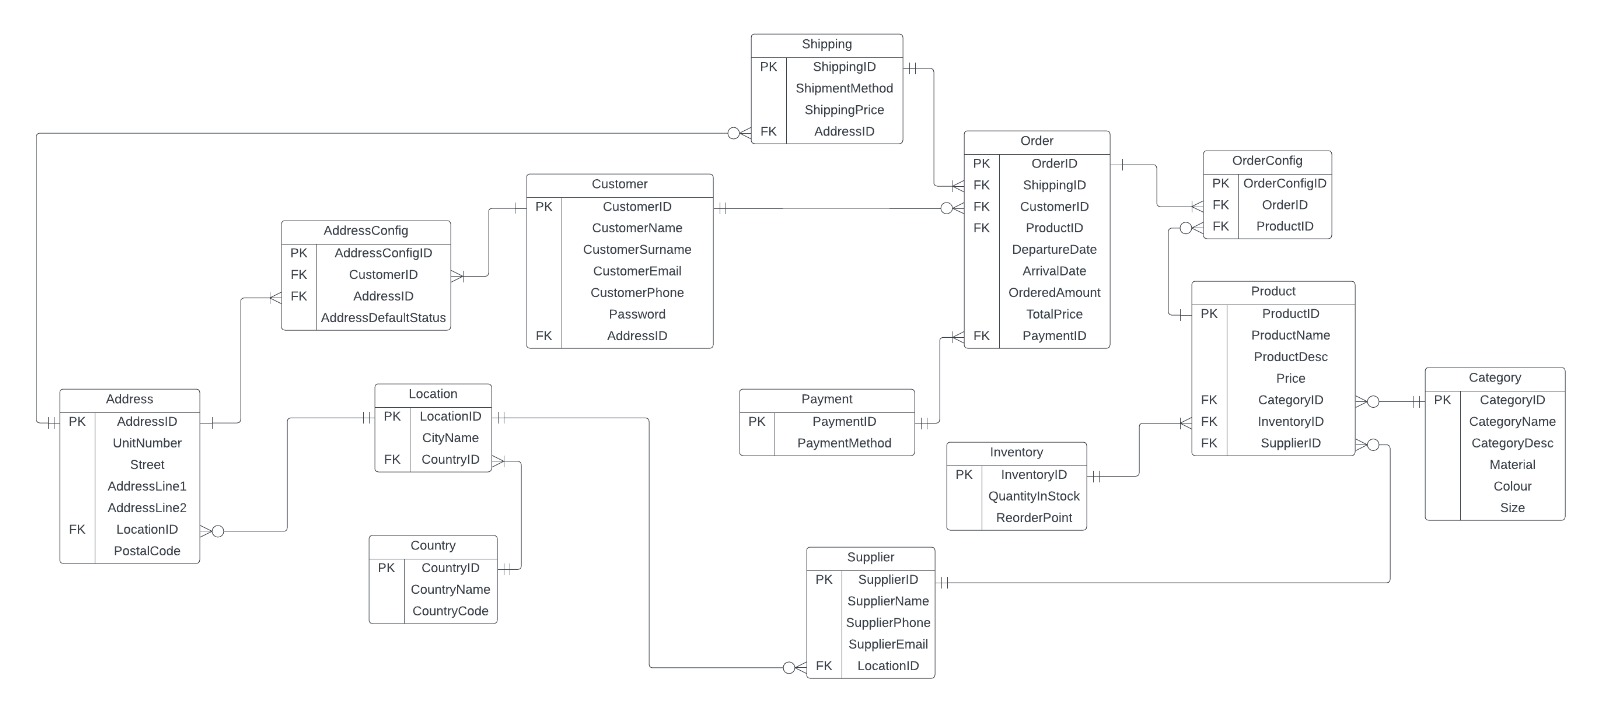 Shipping
PK ShippingID
ShipmentMethod
ShippingPrice
FK AddressID
Order
PK OrderID
FK ShippingID
FK CustomerID
FK ProductID
DepartureDate
ArrivalDate
OrderedAmount
TotalPrice
FK PaymentID
OrderConfig
PK OrderConfigID
FK OrderID
FK ProductID
Customer
PK CustomerID
CustomerName
CustomerSurname
CustomerEmail
CustomerPhone
Password
FK AddressID
AddressConfig
PK AddressConfigID
FK CustomerID
FK AddressID
AddressDefaultStatus
Product
PK ProductID
ProductName
ProductDesc
Price
FK CategoryID
FK InventoryID
FK SupplierID
Category
PK CategoryID
CategoryName
CategoryDesc
Material
Colour
Size
Address
PK AddressID
UnitNumber
Street
AddressLine1
AddressLine2
FK LocationID
PostalCode
Location
PK LocationID
CityName
FK CountryID
Payment
PK PaymentID
PaymentMethod
Inventory
PK InventoryID
QuantityInStock
ReorderPoint
Country
PK CountryID
CountryName
CountryCode
Supplier
PK SupplierID
SupplierName
SupplierPhone
SupplierEmail
FK LocationID